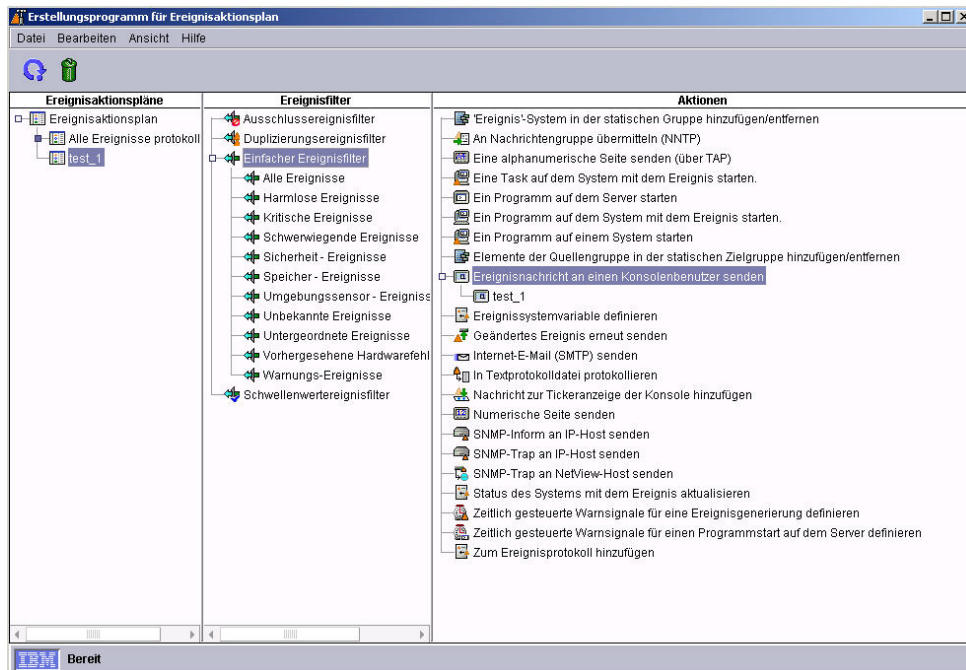 Erstellungsprogramm für Ereignisaktionsplan
Datei Bearbeiten Ansicht Hilfe
Ereignisaktionspläne
Ereignisaktionsplan
Alle Ereignisse protokoll
test_1
Ereignisfilter
Ausschlussereignisfilter
Duplizierungsereignisfilter
Einfacher Ereignisfilter
Alle Ereignisse
Harmlose Ereignisse
Kritische Ereignisse
Schwerwiegende Ereignisse
Sicherheit - Ereignisse
Speicher - Ereignisse
Umgebungssensor - Ereigniss
Unbekannte Ereignisse
Untergeordnete Ereignisse
Vorhergesehene Hardwarefehl
Warnungs-Ereignisse
Schwellenwertereignisfilter
Aktionen
'Ereignis'-System in der statischen Gruppe hinzufügen/entfernen
An Nachrichtengruppe übermitteln (NNTP)
Eine alphanumerische Seite senden (über TAP)
Eine Task auf dem System mit dem Ereignis starten.
Ein Programm auf dem Server starten
Ein Programm auf dem System mit dem Ereignis starten.
Ein Programm auf einem System starten
Elemente der Quellengruppe in der statischen Zielgruppe hinzufügen/entfernen
Ereignisnachricht an einen Konsolenbenutzer senden
test_1
Ereignissystemvariable definieren
Geändertes Ereignis erneut senden
Internet-E-Mail (SMTP) senden
In Textprotokolldatei protokollieren
Nachricht zur Tickeranzeige der Konsole hinzufügen
Numerische Seite senden
SNMP-Inform an IP-Host senden
SNMP-Trap an IP-Host senden
SNMP-Trap an NetView-Host senden
Status des Systems mit dem Ereignis aktualisieren
Zeitlich gesteuerte Warnsignale für eine Ereignisgenerierung definieren
Zeitlich gesteuerte Warnsignale für einen Programmstart auf dem Server definieren
Zum Ereignisprotokoll hinzufügen
IBM Bereit